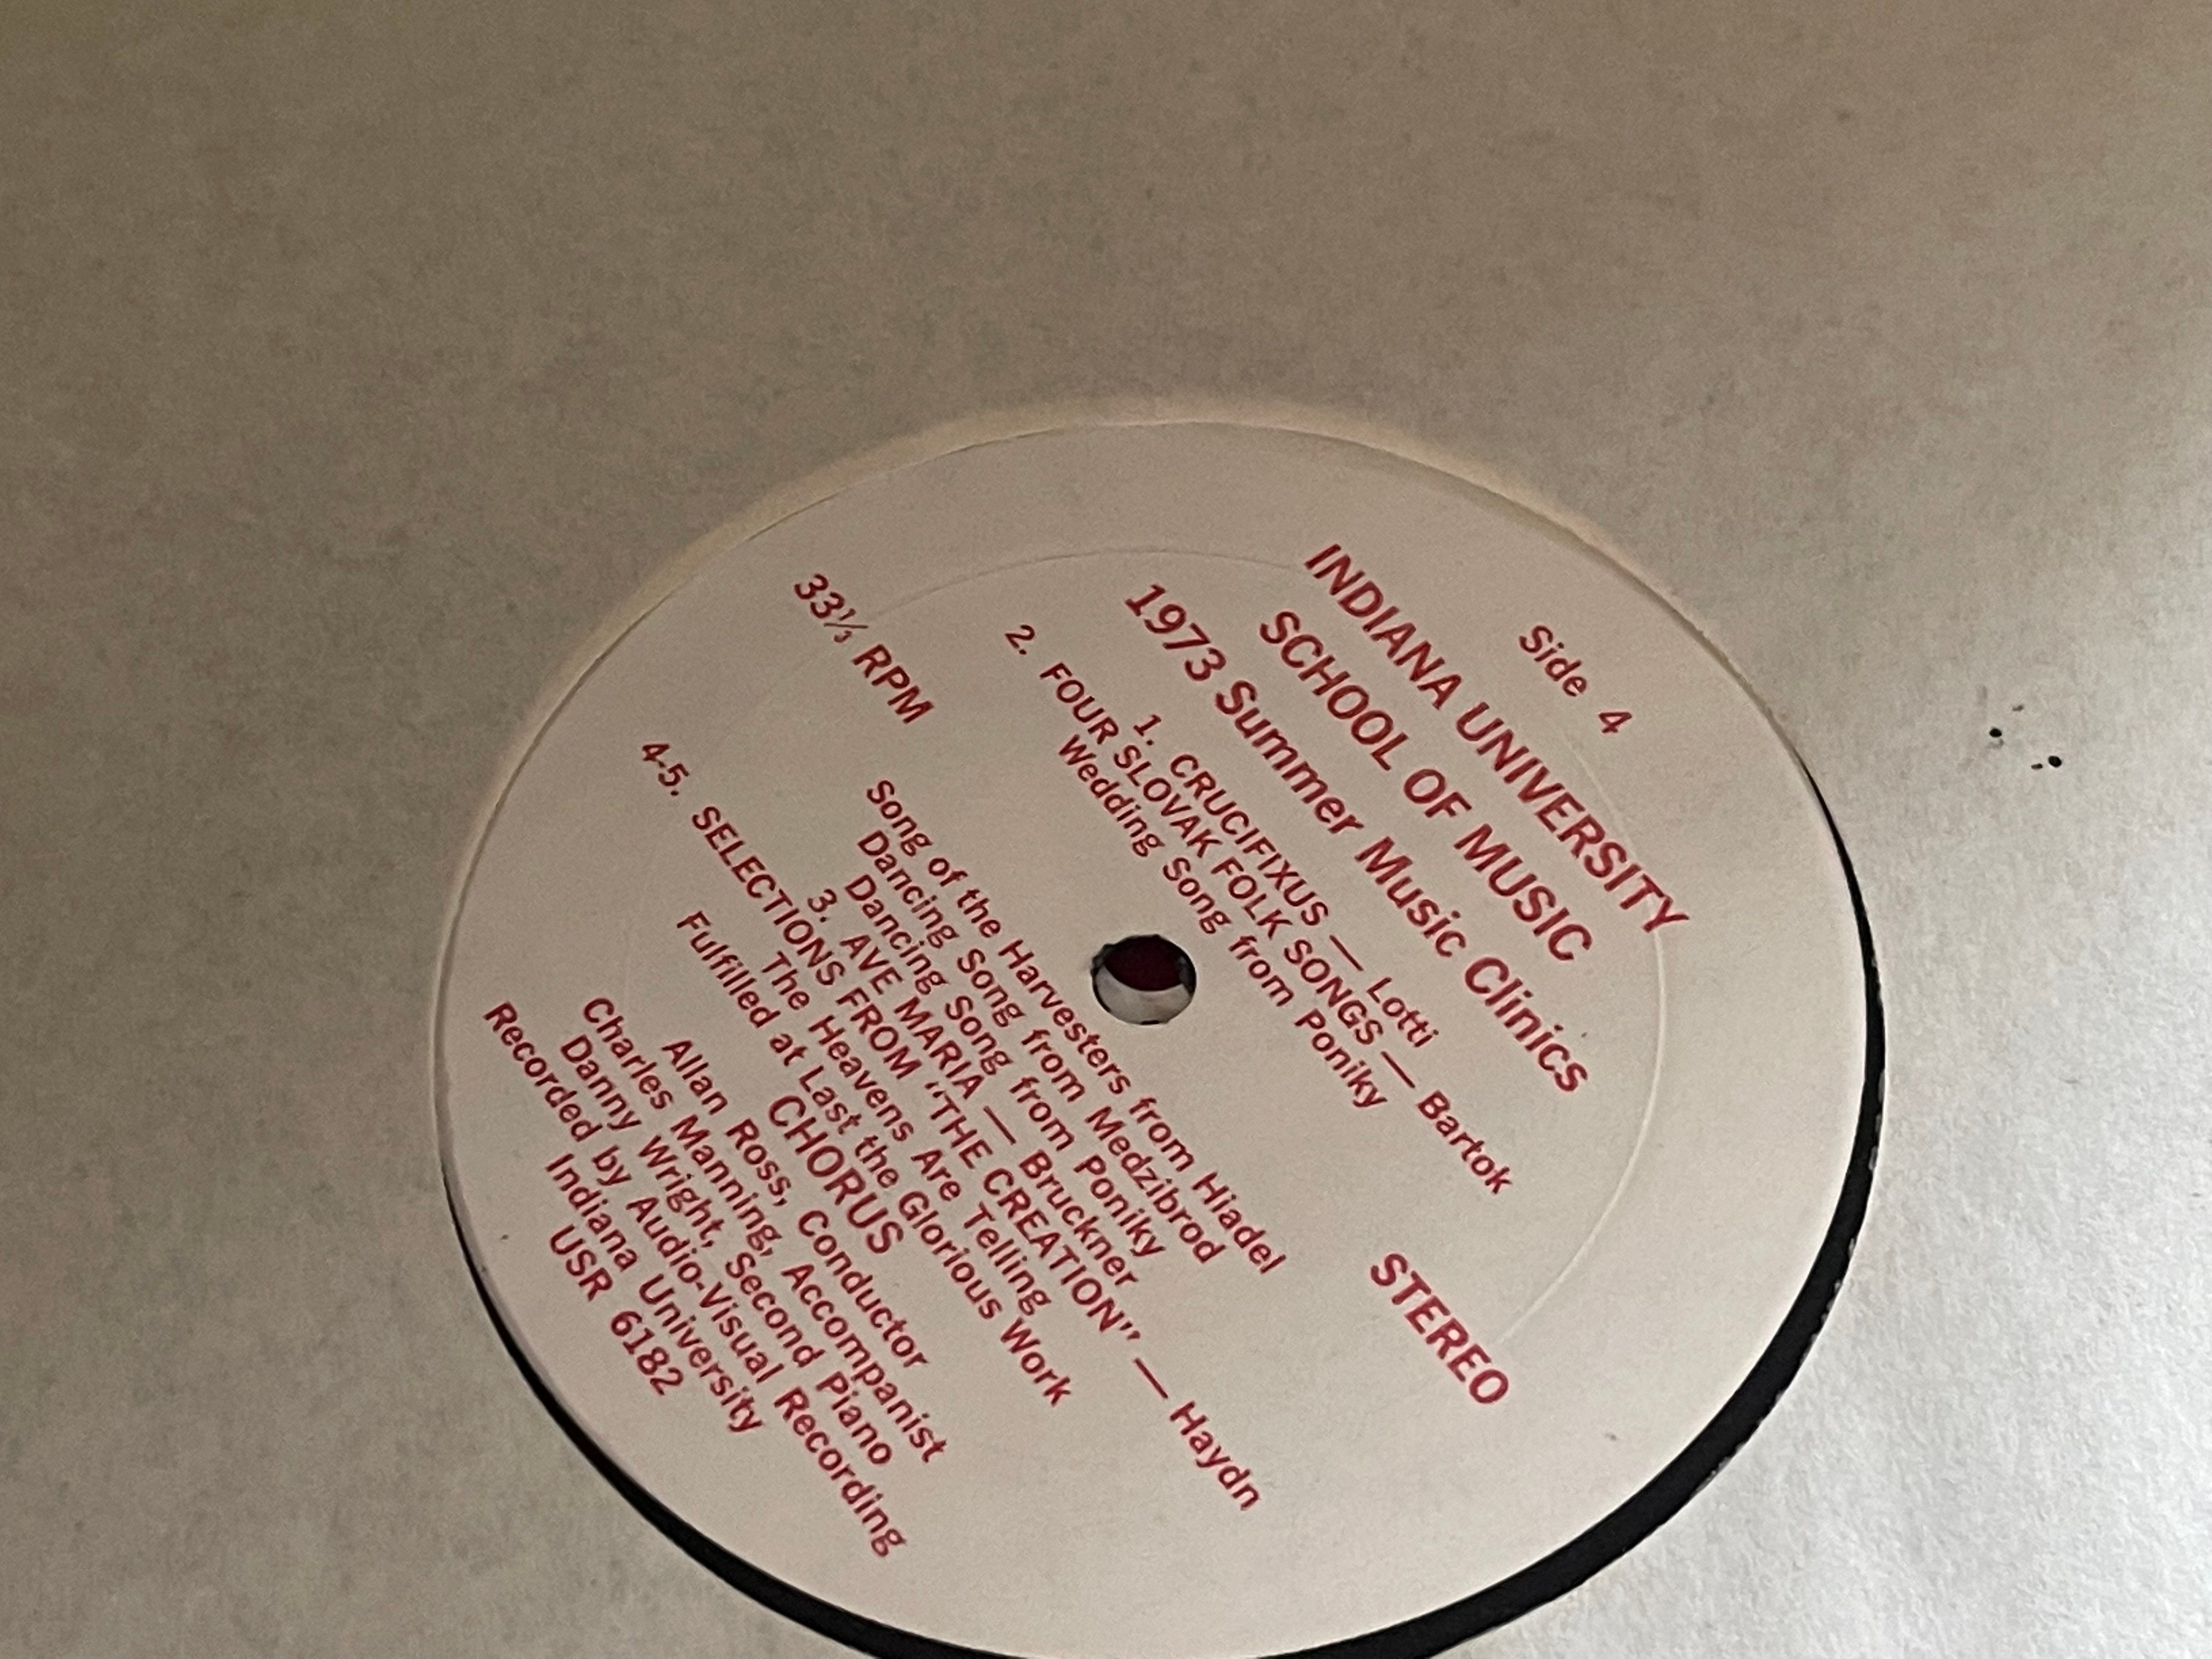 Side 4
INDIANA UNIVERSITY
SCHOOL OF MUSIC
1973 Summer Music Clinics
1. CRUCIFIXUS — Lotti
2. FOUR SLOVAK FOLK SONGS — Bartok
Wedding Song from Poniky
33⅓ RPM
STEREO
Song of the Harvesters from Hiadel
Dancing Song from Medzibrod
Dancing Song from Poniky
3. AVE MARIA — Bruckner
4-5. SELECTIONS FROM "THE CREATION" — Haydn
The Heavens Are Telling
Fulfilled at Last the Glorious Work
CHORUS
Allan Ross, Conductor
Charles Manning, Accompanist
Danny Wright, Second Piano
Recorded by Audio-Visual Recording
Indiana University
USR 6182